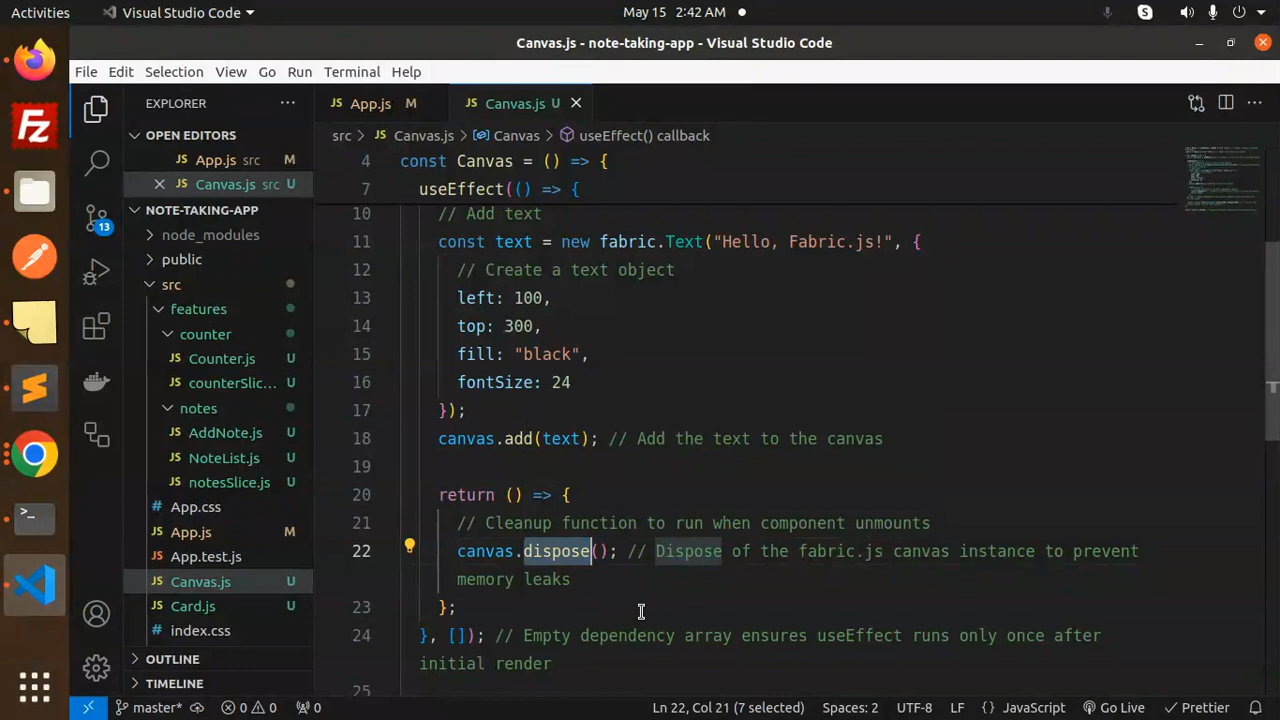 Activities
Visual Studio Code
May 15 2:42 AM
Canvas.js - note-taking-app - Visual Studio Code
File Edit Selection View Go Run Terminal Help
EXPLORER
OPEN EDITORS
JS App.js src M
JS Canvas.js src U
NOTE-TAKING-APP
node_modules
public
src
features
counter
JS Counter.js U
JS counterSlic... U
notes
JS AddNote.js U
JS NoteList.js U
JS notesSlice.js U
# App.css
JS App.js M
JS App.test.js
JS Canvas.js U
JS Card.js U
# index.css
OUTLINE
TIMELINE
13
JS App.js M
JS Canvas.js U
src > JS Canvas.js > Canvas > useEffect() callback
4 const Canvas = () => {
7 useEffect(() => {
10 // Add text
11 const text = new fabric.Text("Hello, Fabric.js!", {
12 // Create a text object
13 left: 100,
14 top: 300,
15 fill: "black",
16 fontSize: 24
17 });
18 canvas.add(text); // Add the text to the canvas
19
20 return () => {
21 // Cleanup function to run when component unmounts
22 canvas.dispose(); // Dispose of the fabric.js canvas instance to prevent
memory leaks
23 };
24 }, []); // Empty dependency array ensures useEffect runs only once after
initial render
25
master* 0 0 0 Ln 22, Col 21 (7 selected) Spaces: 2 UTF-8 LF {} JavaScript Go Live Prettier